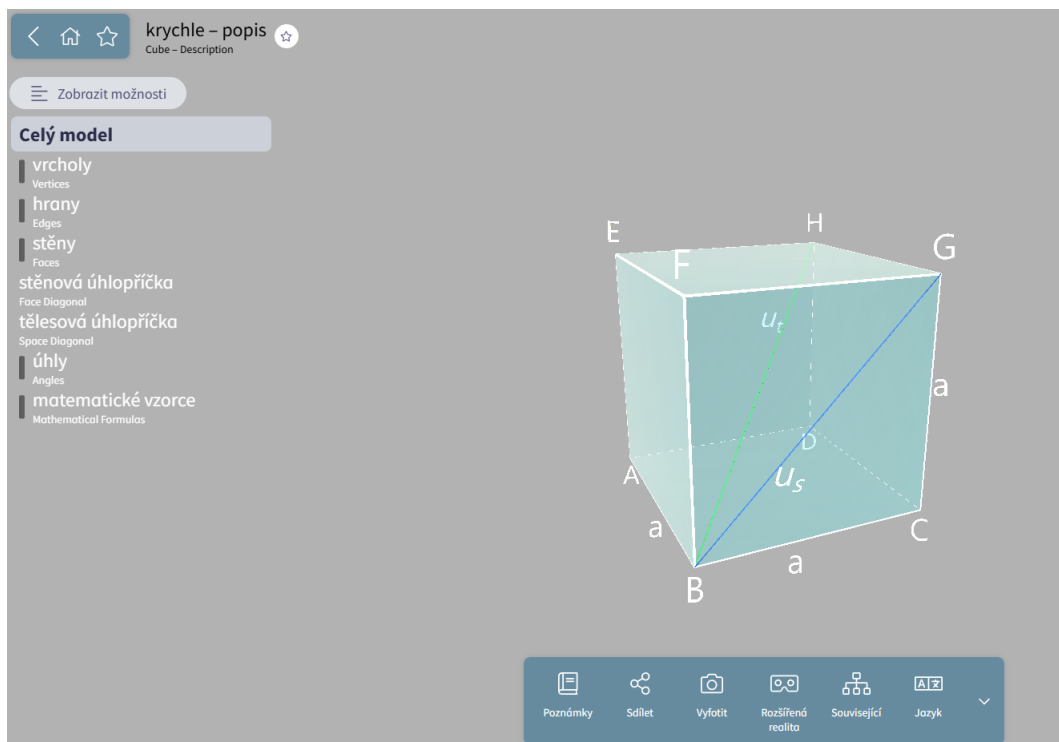 krychle – popis
Cube – Description
Zobrazit možnosti
Celý model
vrcholy
Vertices
hrany
Edges
stěny
Faces
stěnová úhlopříčka
Face Diagonal
tělesová úhlopříčka
Space Diagonal
úhly
Angles
matematické vzorce
Mathematical Formulas
H
E
F
G
u_t
a
D
A
u_s
a
C
a
B
Poznámky
Sdílet
Vyfotit
Rozšířená
realita
Související
Jazyk